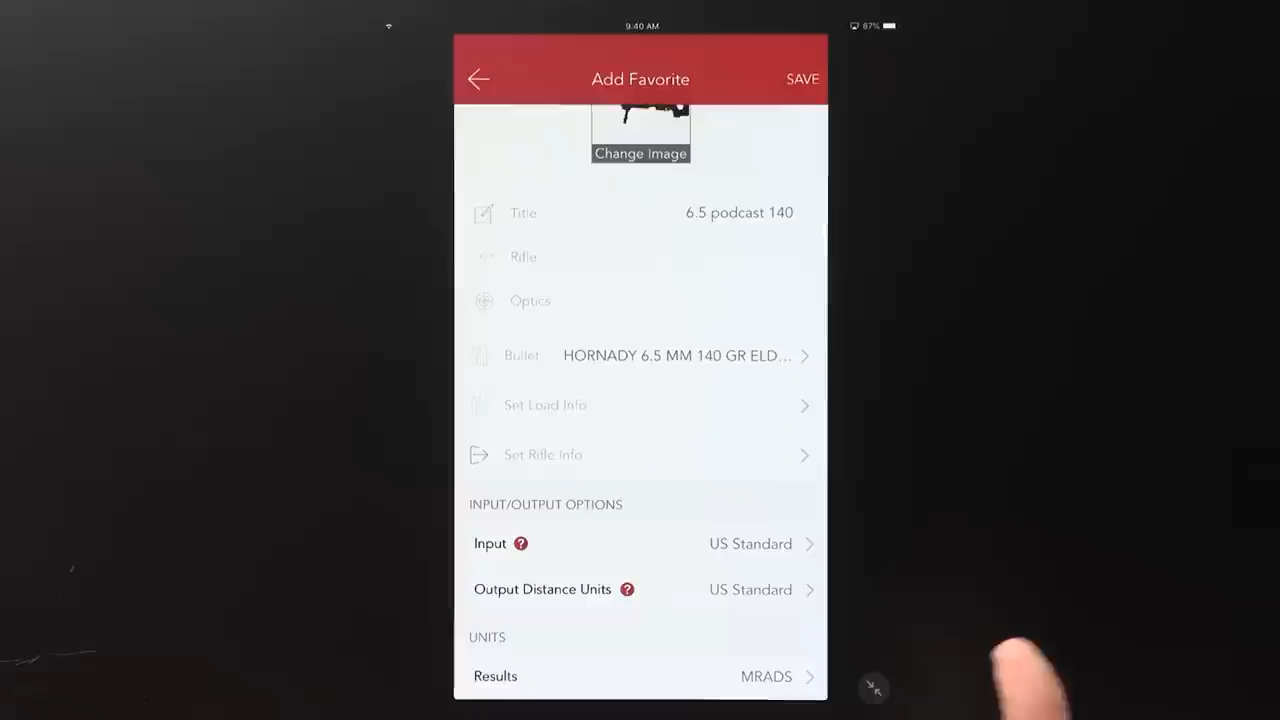 9:40 AM
87%
Add Favorite
SAVE
Change Image
Title 6.5 podcast 140
Rifle
Optics
Bullet HORNADY 6.5 MM 140 GR ELD...
Set Load Info
Set Rifle Info
INPUT/OUTPUT OPTIONS
Input ? US Standard
Output Distance Units ? US Standard
UNITS
Results MRADS